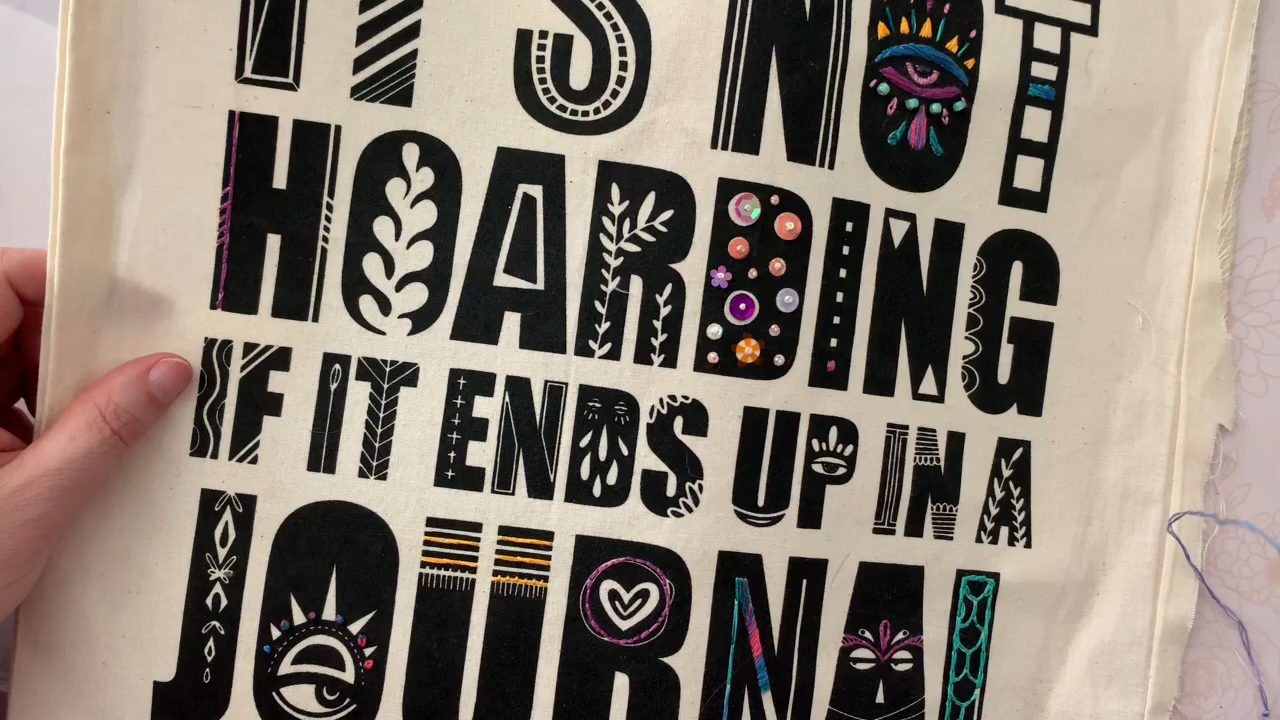 IT'S NOT
HOARDING
IF IT ENDS UP IN A
JOURNAL